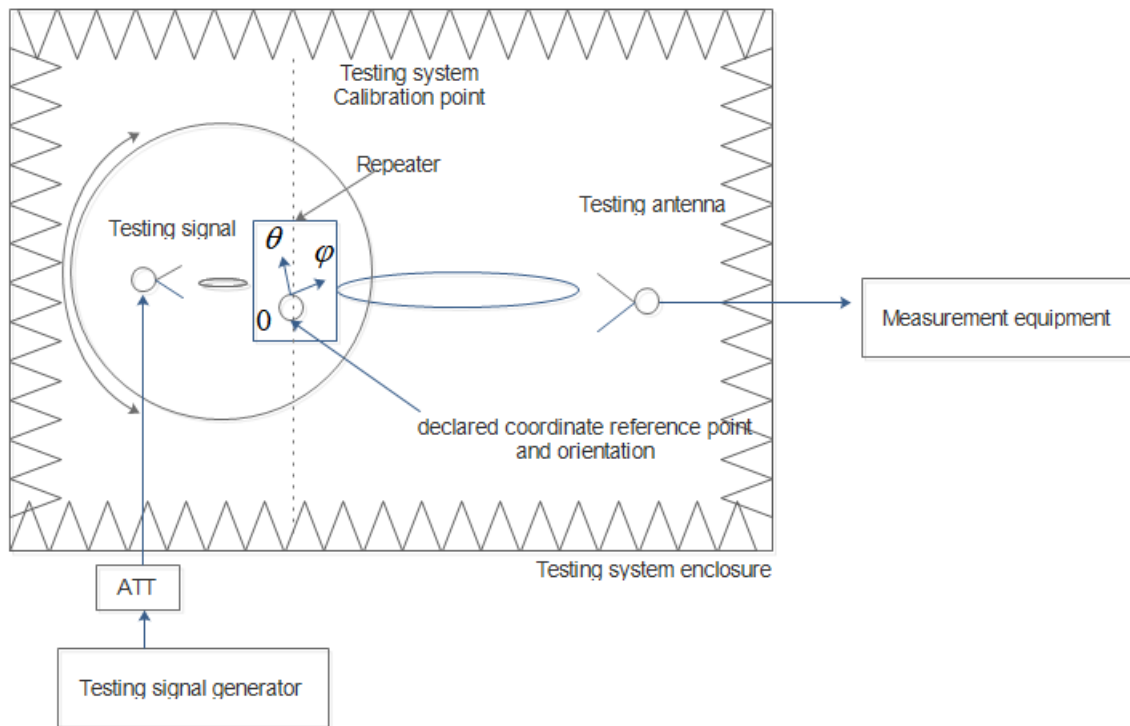 Testing system
Calibration point
Repeater
Testing signal
Testing antenna
θ
φ
0
Measurement equipment
declared coordinate reference point
and orientation
Testing system enclosure
ATT
Testing signal generator